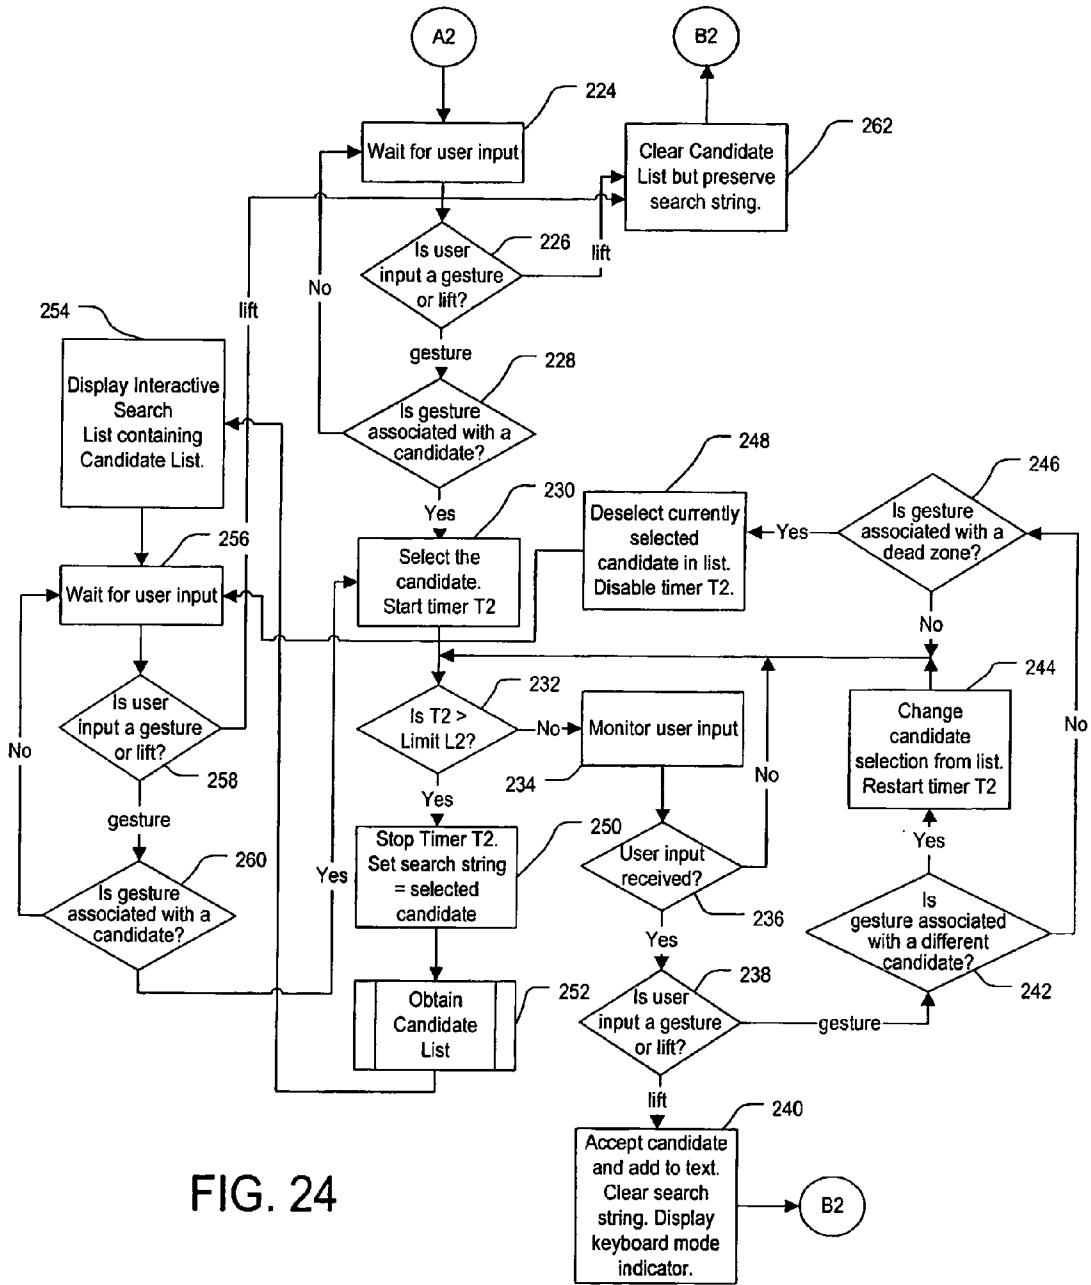 A2
B2
224
Wait for user input
262
Clear Candidate
List but preserve
search string.
226
Is user
input a gesture
or lift?
lift
No
lift
254
gesture
228
Display Interactive
Search
List containing
Candidate List.
Is gesture
associated with a
candidate?
248
246
Yes
230
Deselect currently
selected
candidate in list.
Disable timer T2.
Yes
Is gesture
associated with a
dead zone?
256
Wait for user input
Select the
candidate.
Start timer T2
No
232
244
Is user
input a gesture
or lift?
Is T2 >
Limit L2?
No
Monitor user input
Change
candidate
selection from list.
Restart timer T2
No
No
258
234
No
Yes
gesture
Stop Timer T2.
Set search string
= selected
candidate
250
User input
received?
Yes
260
Yes
Is gesture
associated with a
candidate?
236
Is
gesture associated
with a different
candidate?
Yes
238
242
Obtain
Candidate
List
252
Is user
input a gesture
or lift?
gesture
lift
240
Accept candidate
and add to text.
Clear search
string. Display
keyboard mode
indicator.
B2
FIG. 24